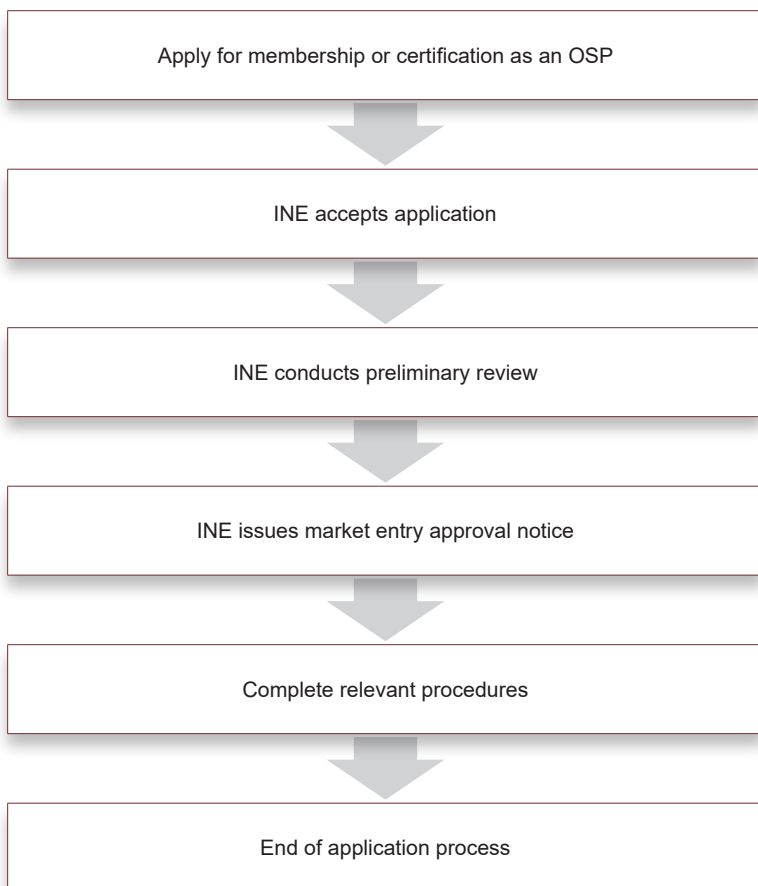 Apply for membership or certification as an OSP
INE accepts application
INE conducts preliminary review
INE issues market entry approval notice
Complete relevant procedures
End of application process